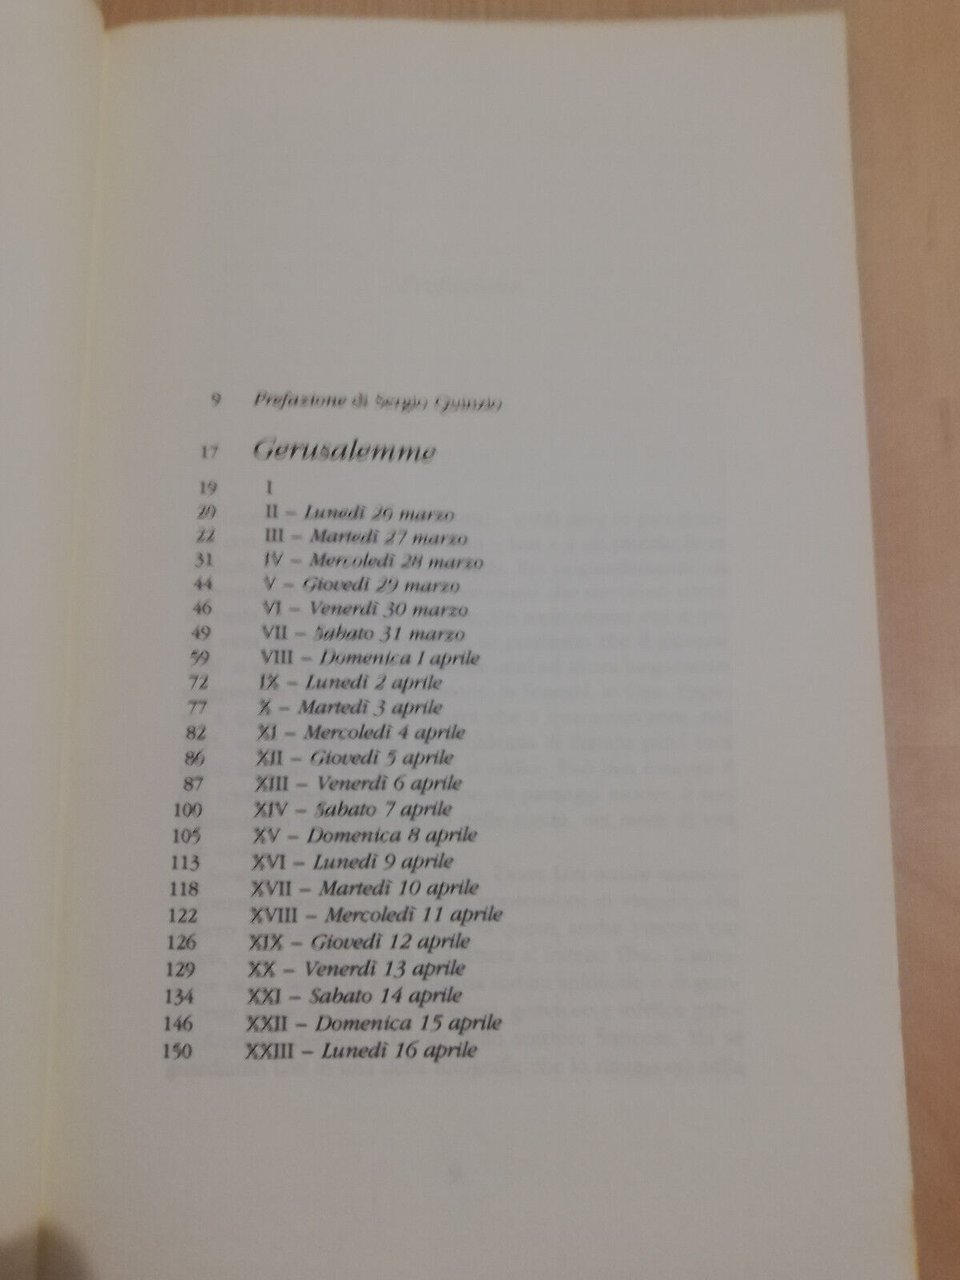 9 Prefazione di Sergio Quinzio
17 Gerusalemme
19 I
20 II – Lunedì 26 marzo
22 III – Martedì 27 marzo
31 IV – Mercoledì 28 marzo
44 V – Giovedì 29 marzo
46 VI – Venerdì 30 marzo
49 VII – Sabato 31 marzo
59 VIII – Domenica 1 aprile
72 IX – Lunedì 2 aprile
77 X – Martedì 3 aprile
82 XI – Mercoledì 4 aprile
86 XII – Giovedì 5 aprile
87 XIII – Venerdì 6 aprile
100 XIV – Sabato 7 aprile
105 XV – Domenica 8 aprile
113 XVI – Lunedì 9 aprile
118 XVII – Martedì 10 aprile
122 XVIII – Mercoledì 11 aprile
126 XIX – Giovedì 12 aprile
129 XX – Venerdì 13 aprile
134 XXI – Sabato 14 aprile
146 XXII – Domenica 15 aprile
150 XXIII – Lunedì 16 aprile